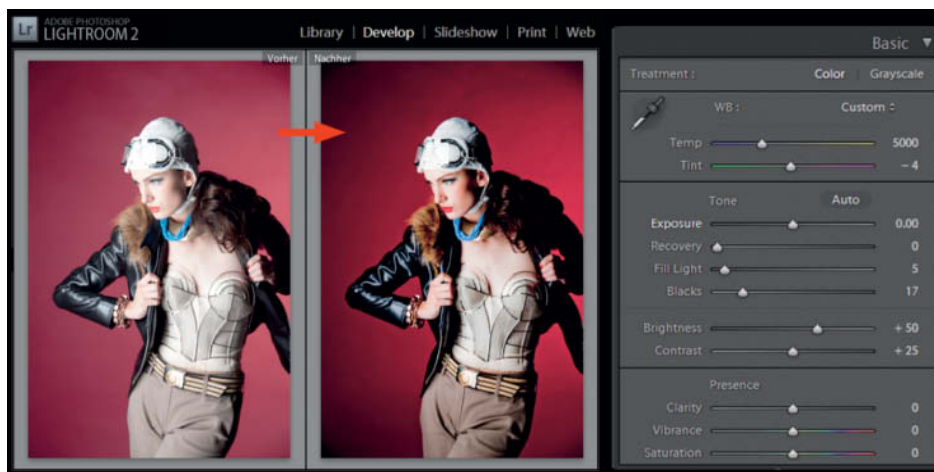 Lr ADOBE PHOTOSHOP
LIGHTROOM 2
Library | Develop | Slideshow | Print | Web
Vorher
Nachher
Basic
Treatment : Color Grayscale
WB : Custom
Temp 5000
Tint – 4
Tone Auto
Exposure 0.00
Recovery 0
Fill Light 5
Blacks 17
Brightness + 50
Contrast + 25
Presence
Clarity 0
Vibrance 0
Saturation 0